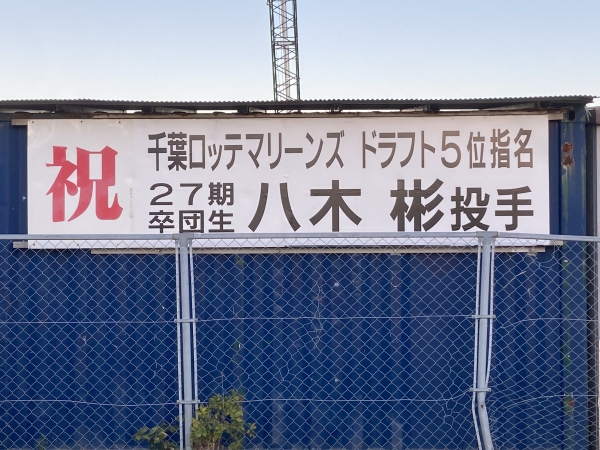 祝
千葉ロッテマリーンズ ドラフト5位指名
27期
卒団生 八木 彬投手